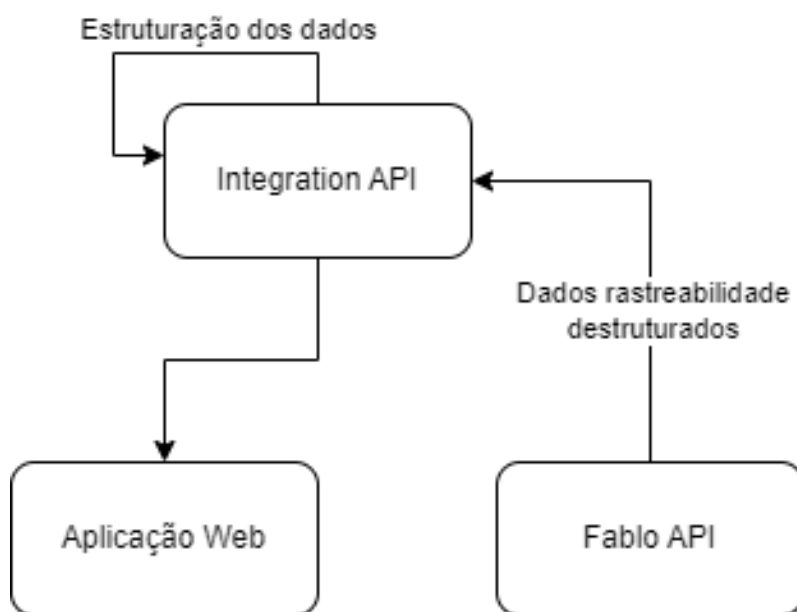 Estruturação dos dados
Integration API
Dados rastreabilidade
destruturados
Aplicação Web
Fablo API